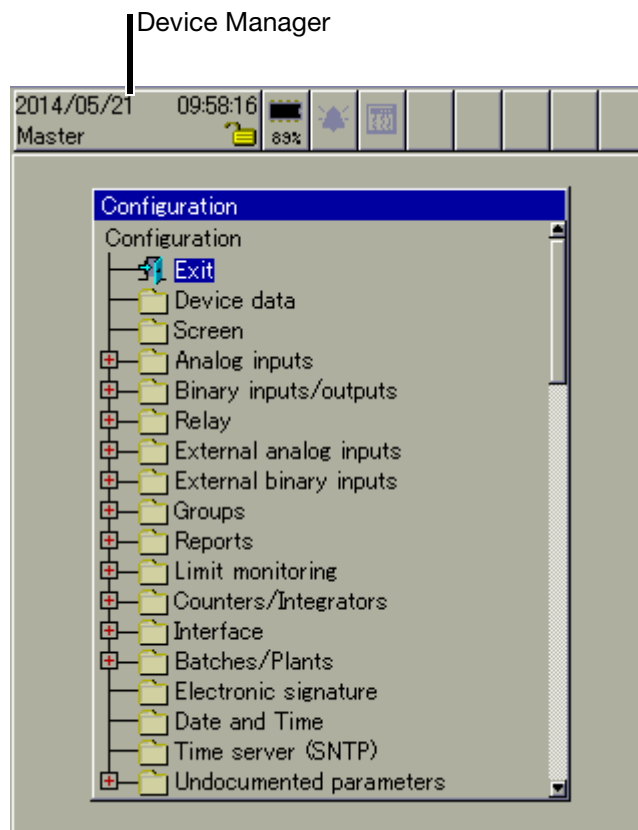 Device Manager
2014/05/21 09:58:16
Master 89%
Configuration
Configuration
Exit
Device data
Screen
Analog inputs
Binary inputs/outputs
Relay
External analog inputs
External binary inputs
Groups
Reports
Limit monitoring
Counters/Integrators
Interface
Batches/Plants
Electronic signature
Date and Time
Time server (SNTP)
Undocumented parameters